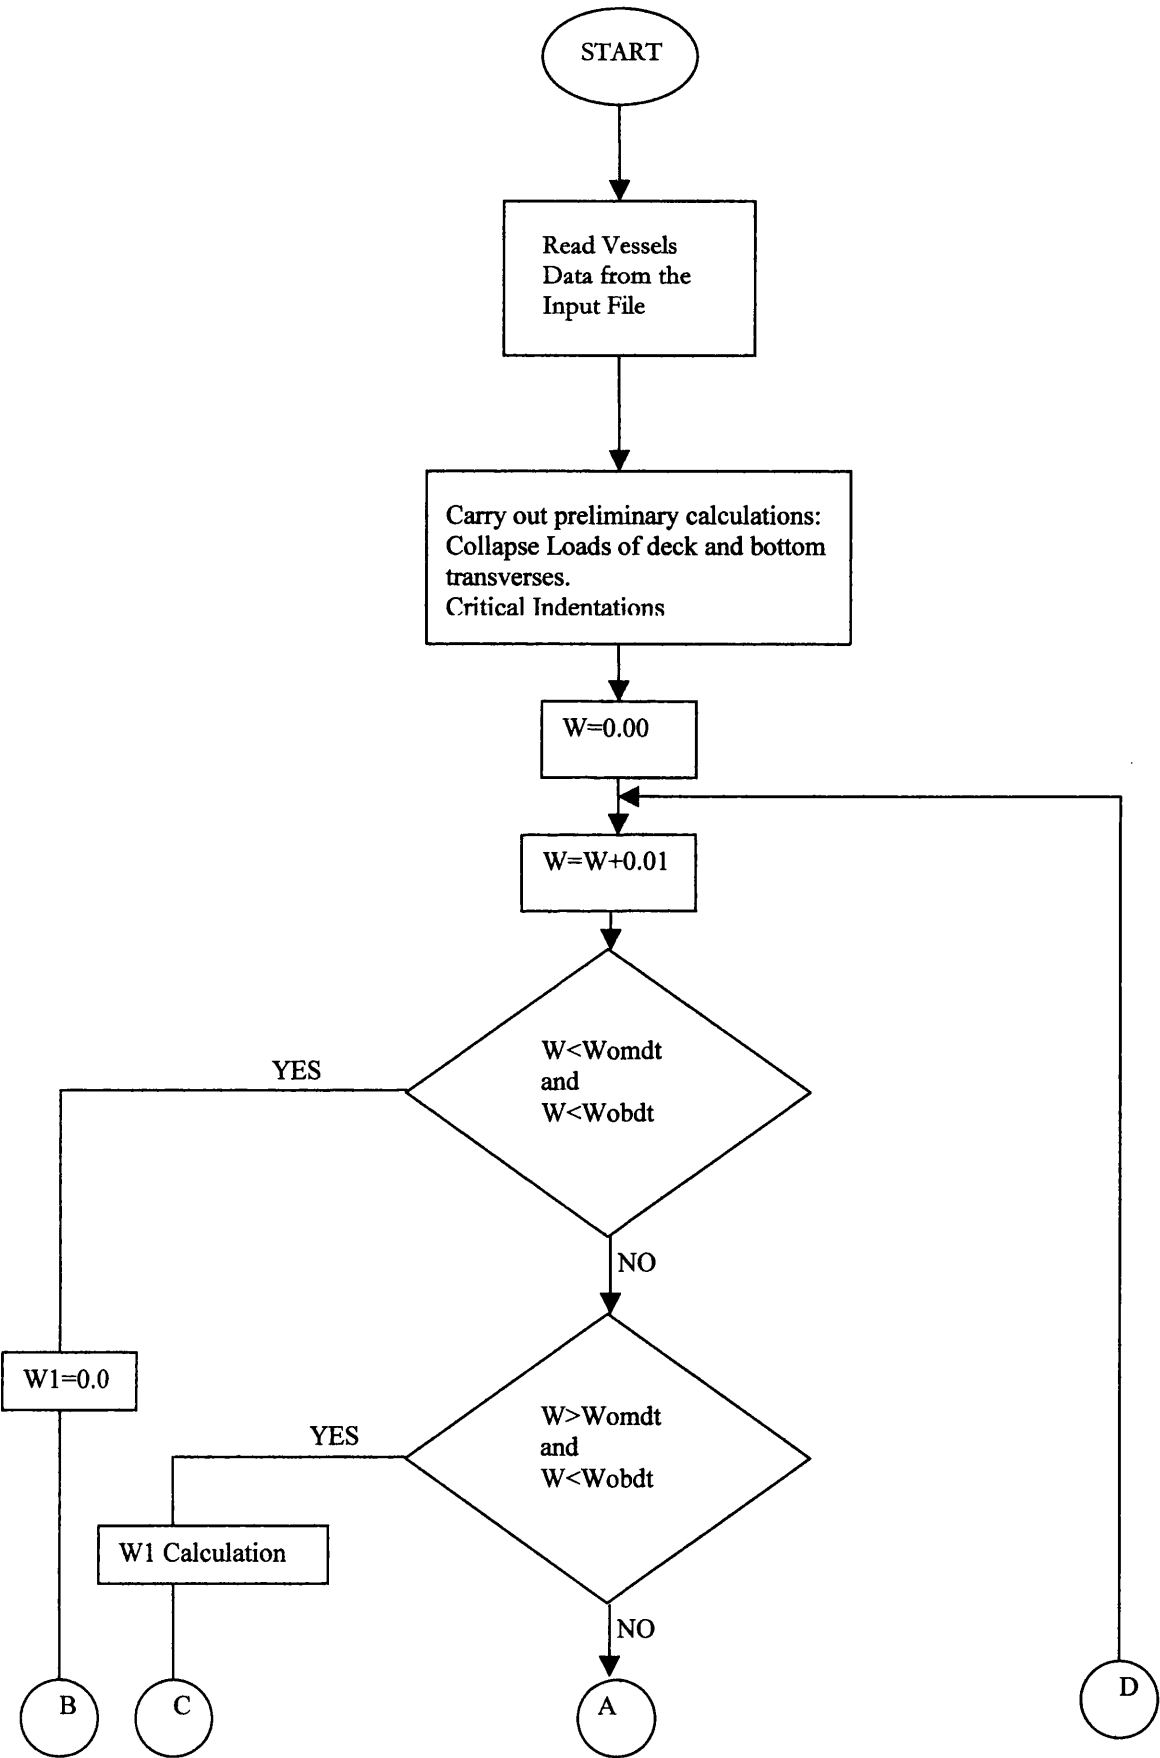 START
Read Vessels
Data from the
Input File
Carry out preliminary calculations:
Collapse Loads of deck and bottom
transverses.
Critical Indentations
W=0.00
W=W+0.01
W<Womdt
and
W<Wobdt
YES
NO
W1=0.0
W>Womdt
and
W<Wobdt
YES
W1 Calculation
NO
B
C
A
D